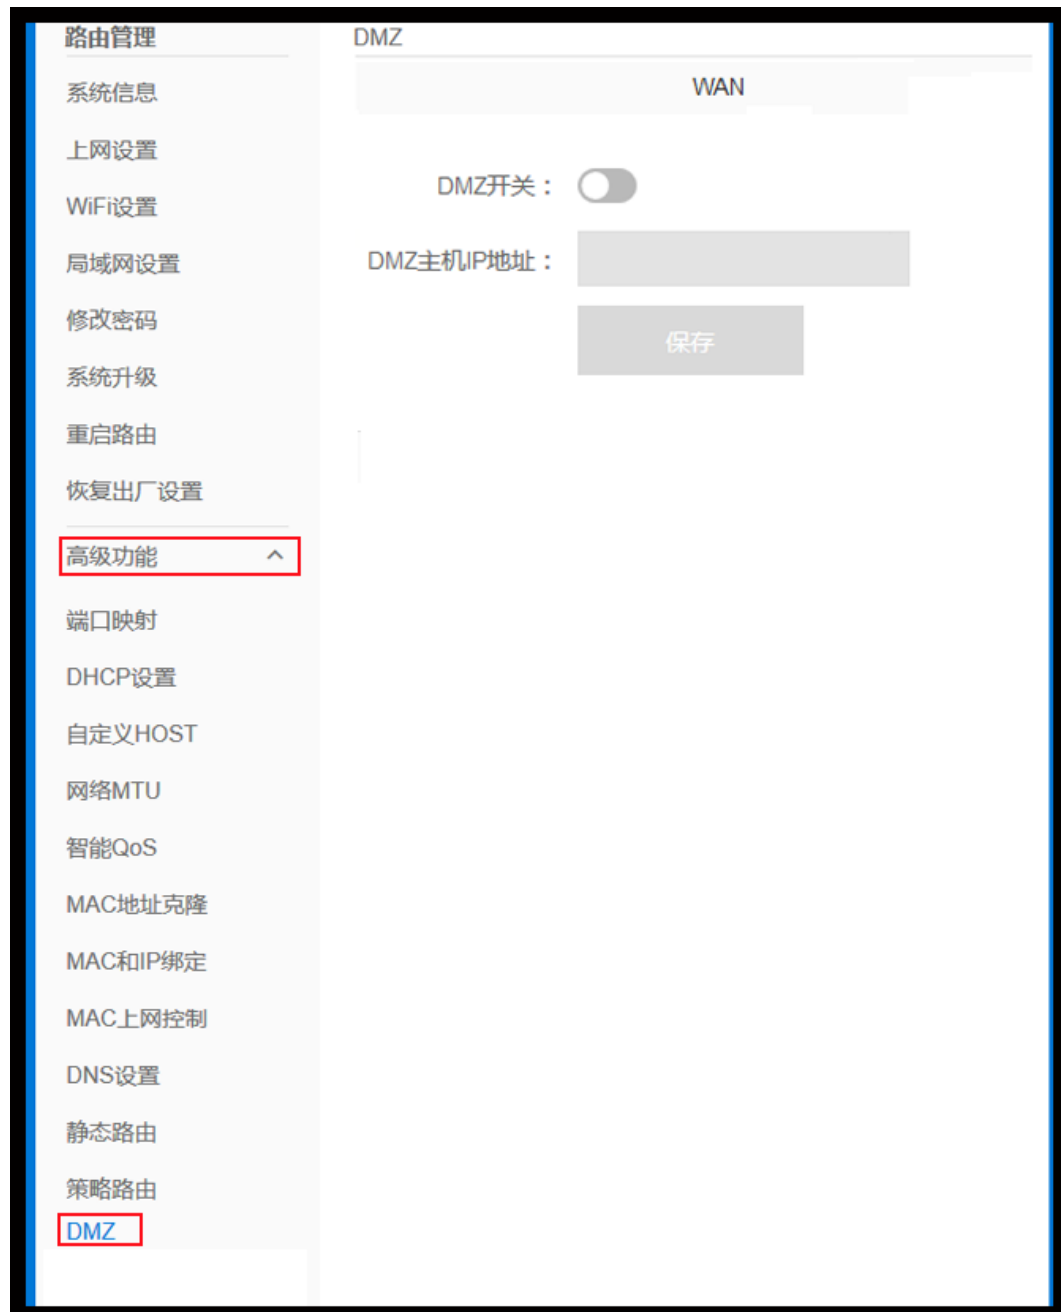 路由管理
系统信息
上网设置
WiFi设置
局域网设置
修改密码
系统升级
重启路由
恢复出厂设置
高级功能
端口映射
DHCP设置
自定义HOST
网络MTU
智能QoS
MAC地址克隆
MAC和IP绑定
MAC上网控制
DNS设置
静态路由
策略路由
DMZ
DMZ
WAN
DMZ开关：
DMZ主机IP地址：
保存